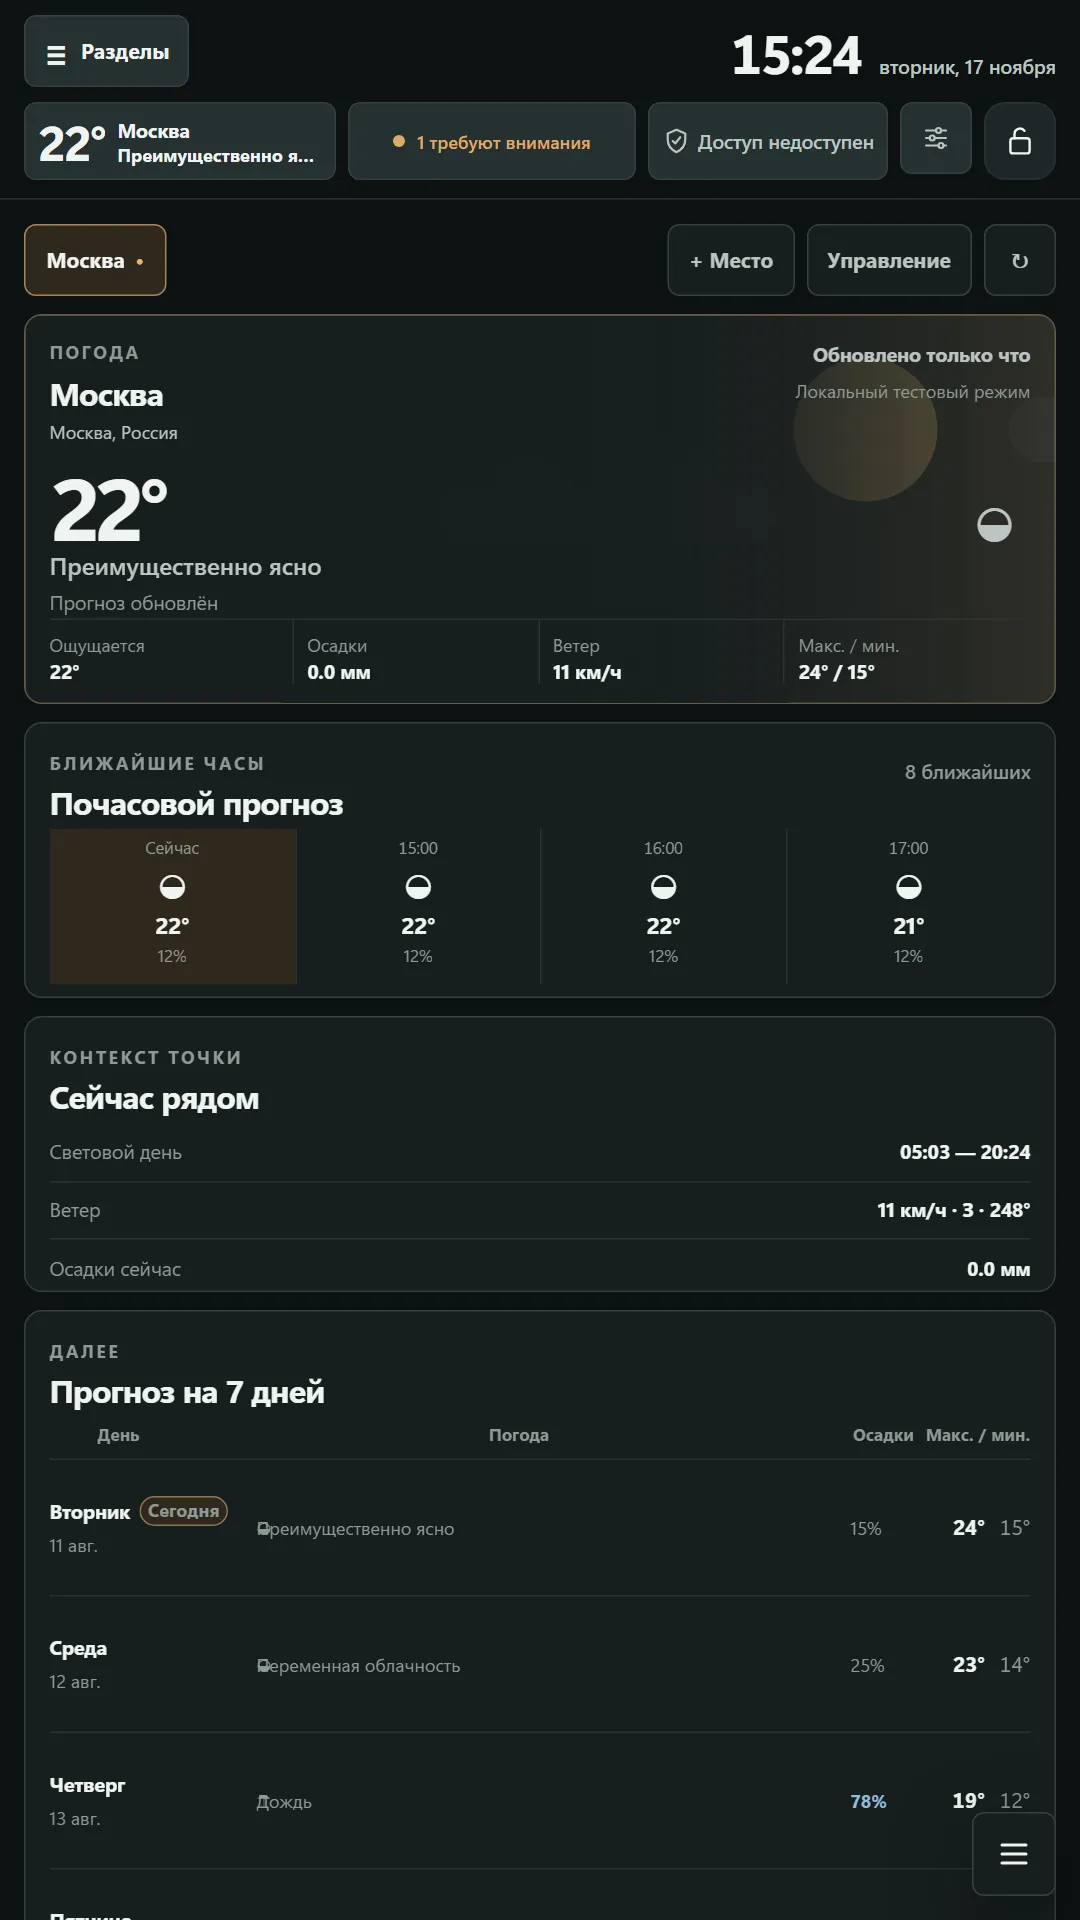 Разделы
15:24 вторник, 17 ноября
22° Москва
Преимущественно я...
1 требуют внимания
Доступ недоступен
Москва •
+ Место
Управление
↻
ПОГОДА
Обновлено только что
Москва
Локальный тестовый режим
Москва, Россия
22°
Преимущественно ясно
Прогноз обновлён
Ощущается Осадки Ветер Макс. / мин.
22° 0.0 мм 11 км/ч 24° / 15°
БЛИЖАЙШИЕ ЧАСЫ
8 ближайших
Почасовой прогноз
Сейчас 15:00 16:00 17:00
22° 22° 22° 21°
12% 12% 12% 12%
КОНТЕКСТ ТОЧКИ
Сейчас рядом
Световой день 05:03 — 20:24
Ветер 11 км/ч · 3 · 248°
Осадки сейчас 0.0 мм
ДАЛЕЕ
Прогноз на 7 дней
День Погода Осадки Макс. / мин.
Вторник Сегодня
Преимущественно ясно 15% 24° 15°
11 авг.
Среда
Переменная облачность 25% 23° 14°
12 авг.
Четверг
Дождь 78% 19° 12°
13 авг.
Пятница